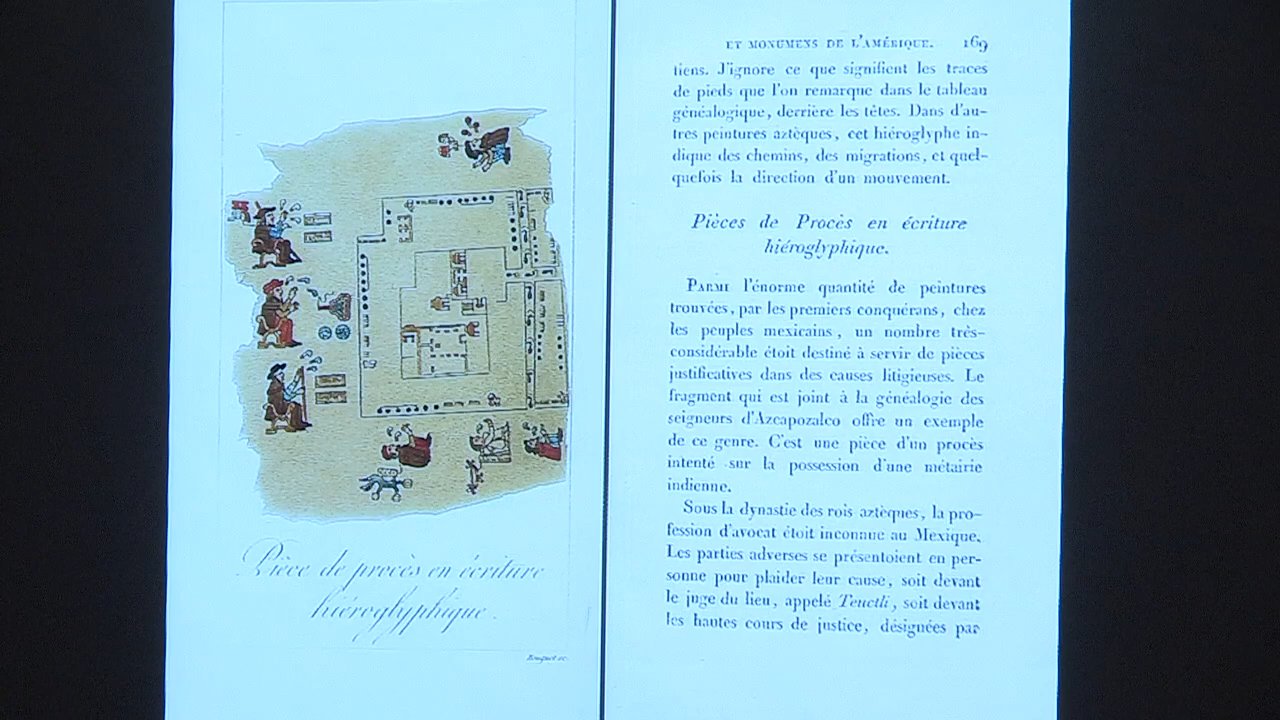 Pièce de procès en écriture
hiéroglyphique.
Bouquet sc.
ET MONUMENS DE L'AMÉRIQUE. 169
tiens. J'ignore ce que signifient les traces
de pieds que l'on remarque dans le tableau
généalogique, derrière les têtes. Dans d'au-
tres peintures aztèques, cet hiéroglyphe in-
dique des chemins, des migrations, et quel-
quefois la direction d'un mouvement.
Pièces de Procès en écriture
hiéroglyphique.
PARMI l'énorme quantité de peintures
trouvées, par les premiers conquérans, chez
les peuples mexicains, un nombre très-
considérable étoit destiné à servir de pièces
justificatives dans des causes litigieuses. Le
fragment qui est joint à la généalogie des
seigneurs d'Azcapozalco offre un exemple
de ce genre. C'est une pièce d'un procès
intenté sur la possession d'une métairie
indienne.
Sous la dynastie des rois aztèques, la pro-
fession d'avocat étoit inconnue au Mexique.
Les parties adverses se présentoient en per-
sonne pour plaider leur cause, soit devant
le juge du lieu, appelé Teuctli, soit devant
les hautes cours de justice, désignées par